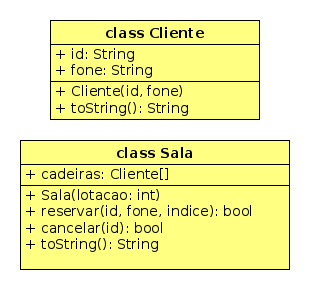 class Cliente
+ id: String
+ fone: String
+ Cliente(id, fone)
+ toString(): String
class Sala
+ cadeiras: Cliente[]
+ Sala(lotacao: int)
+ reservar(id, fone, indice): bool
+ cancelar(id): bool
+ toString(): String